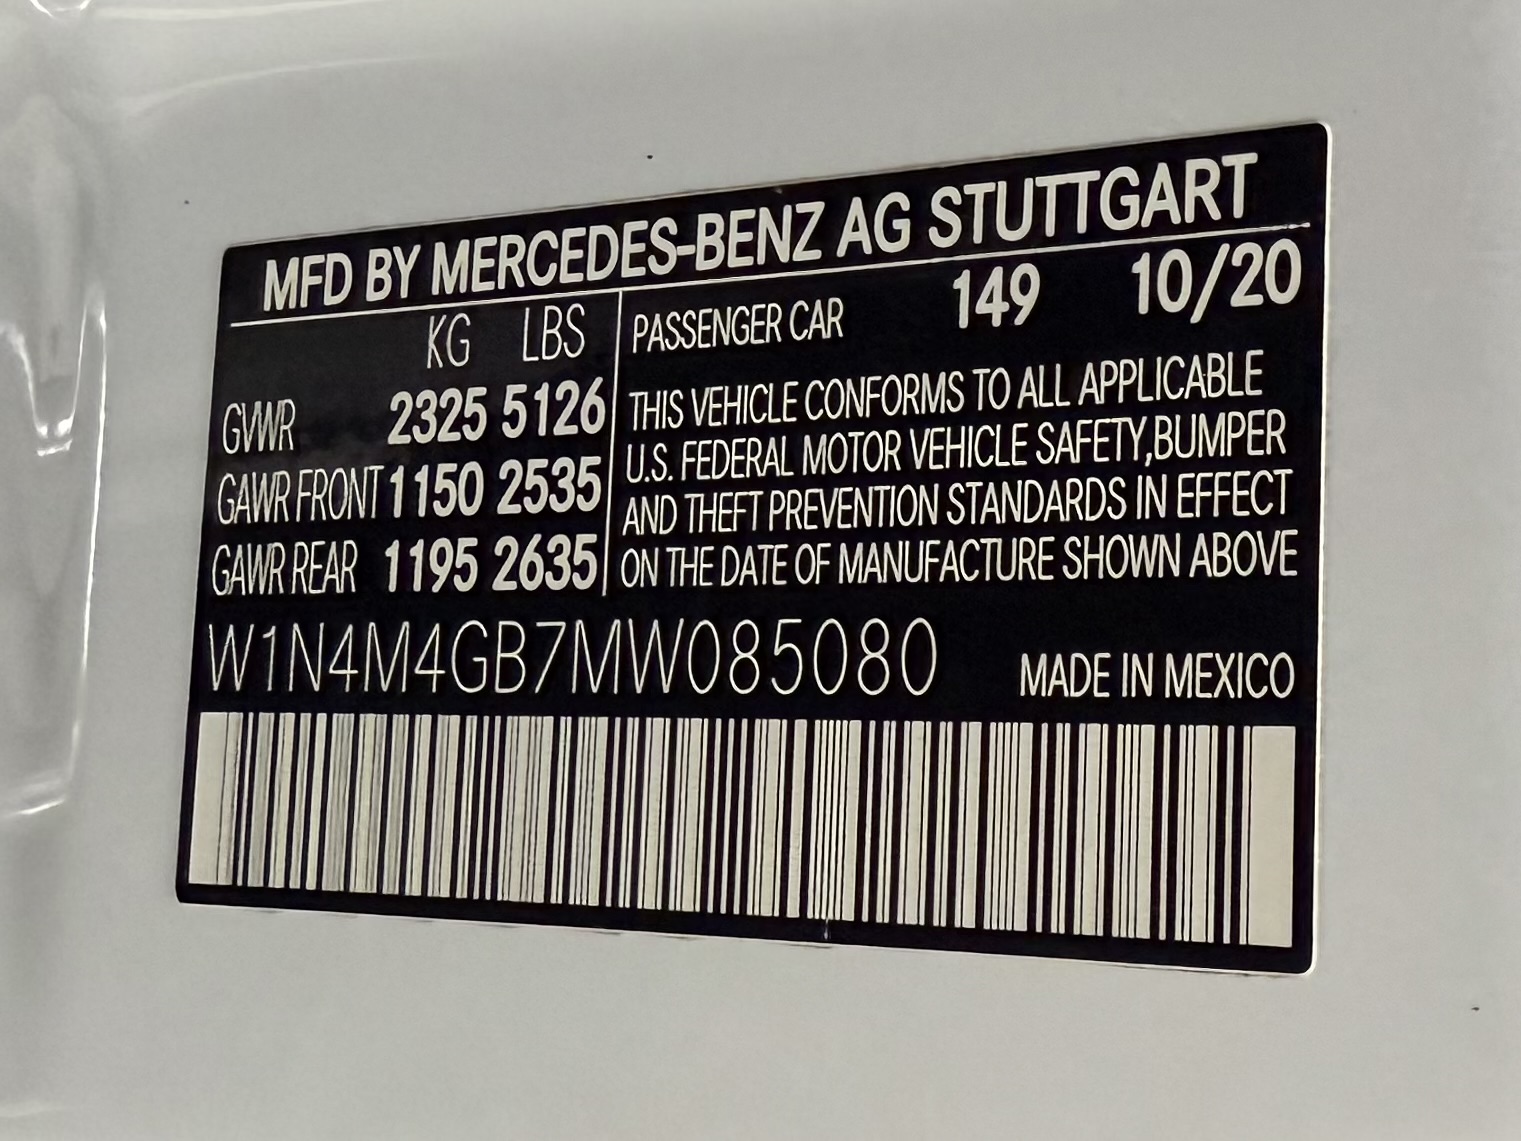 MFD BY MERCEDES-BENZ AG STUTTGART
KG LBS
GVWR 2325 5126
GAWR FRONT 1150 2535
GAWR REAR 1195 2635
PASSENGER CAR 149 10/20
THIS VEHICLE CONFORMS TO ALL APPLICABLE
U.S. FEDERAL MOTOR VEHICLE SAFETY,BUMPER
AND THEFT PREVENTION STANDARDS IN EFFECT
ON THE DATE OF MANUFACTURE SHOWN ABOVE
W1N4M4GB7MW085080
MADE IN MEXICO